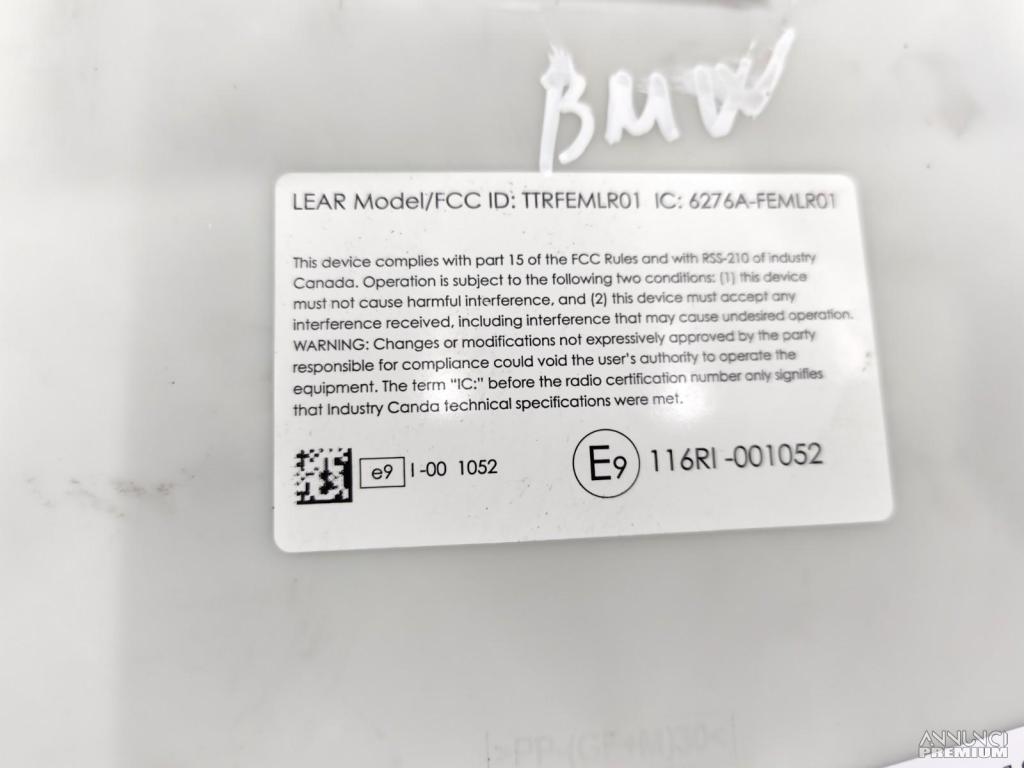 BMW
LEAR Model/FCC ID: TTRFEMLR01 IC: 6276A-FEMLR01
This device complies with part 15 of the FCC Rules and with RSS-210 of industry
Canada. Operation is subject to the following two conditions: (1) this device
must not cause harmful interference, and (2) this device must accept any
interference received, including interference that may cause undesired operation.
WARNING: Changes or modifications not expressively approved by the party
responsible for compliance could void the user's authority to operate the
equipment. The term "IC:" before the radio certification number only signifies
that Industry Canda technical specifications were met.
e9 I-00 1052 E9 116RI-001052
>PP-(GF+M)30<
ANNUNCI
PREMIUM